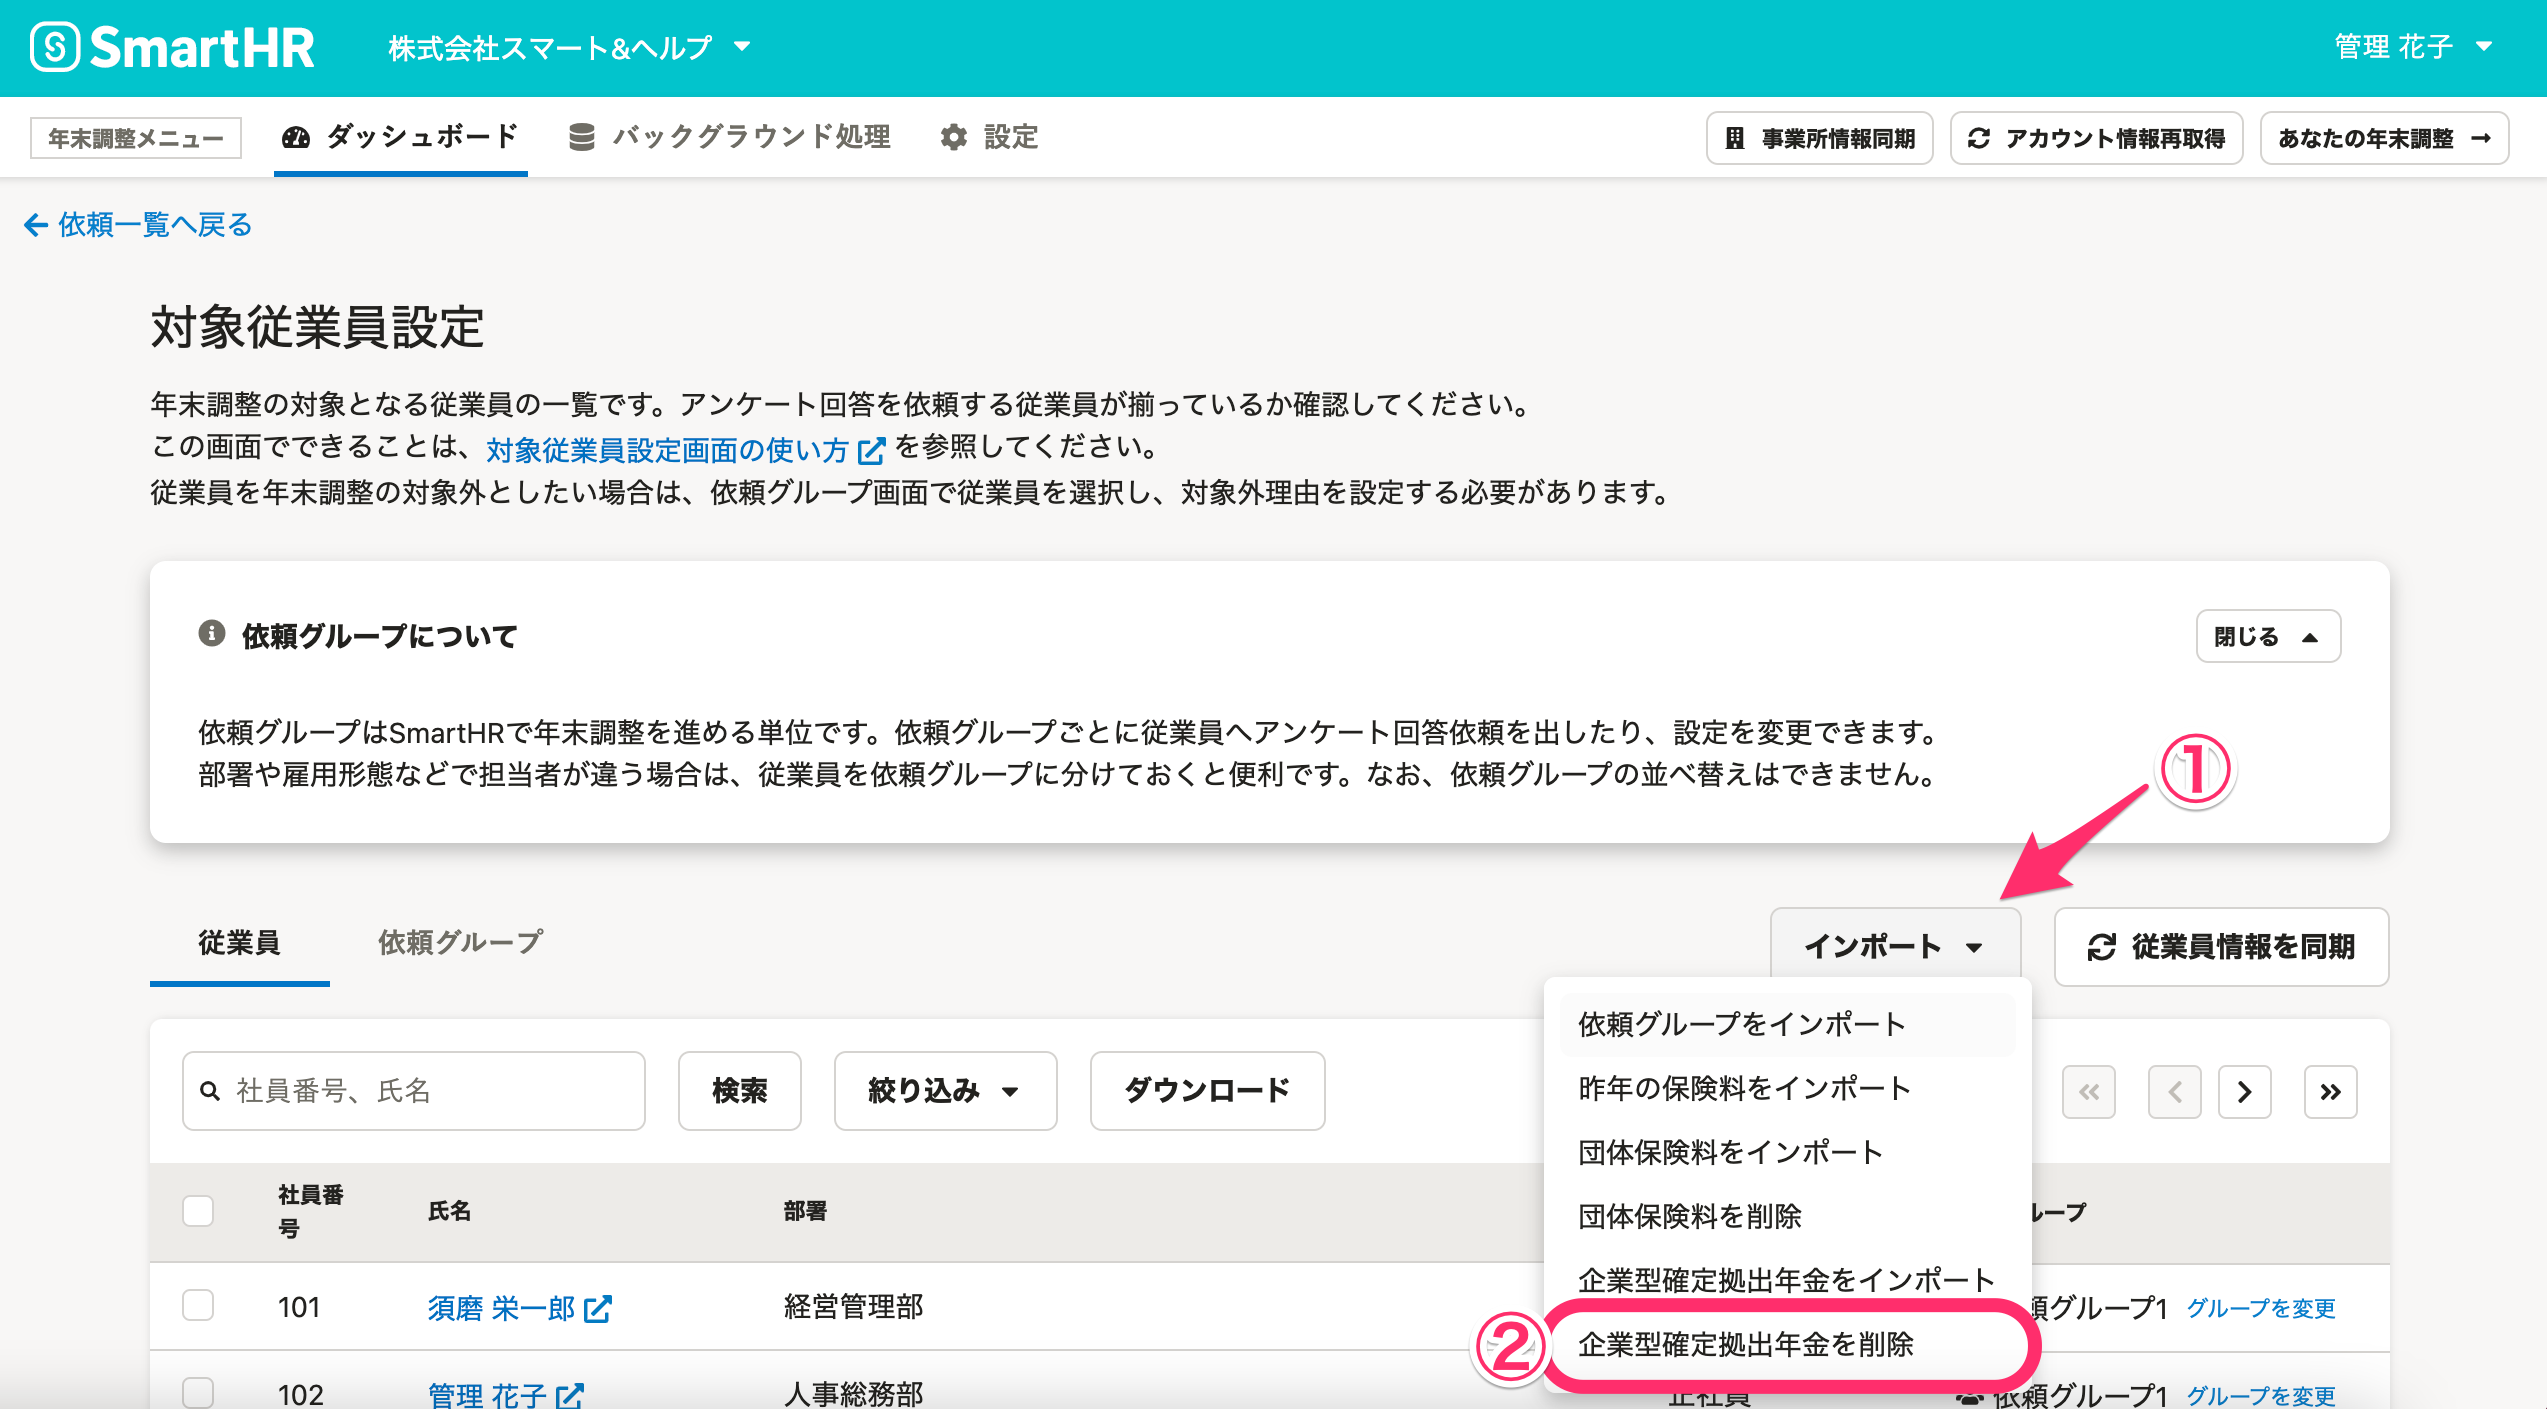 SmartHR
株式会社スマート&ヘルプ
管理 花子
年末調整メニュー
ダッシュボード
バックグラウンド処理
設定
事業所情報同期
アカウント情報再取得
あなたの年末調整
依頼一覧へ戻る
対象従業員設定
年末調整の対象となる従業員の一覧です。アンケート回答を依頼する従業員が揃っているか確認してください。
この画面でできることは、対象従業員設定画面の使い方 を参照してください。
従業員を年末調整の対象外としたい場合は、依頼グループ画面で従業員を選択し、対象外理由を設定する必要があります。
依頼グループについて
閉じる
依頼グループはSmartHRで年末調整を進める単位です。依頼グループごとに従業員へアンケート回答依頼を出したり、設定を変更できます。
部署や雇用形態などで担当者が違う場合は、従業員を依頼グループに分けておくと便利です。なお、依頼グループの並べ替えはできません。
①
従業員
依頼グループ
インポート
従業員情報を同期
依頼グループをインポート
昨年の保険料をインポート
団体保険料をインポート
団体保険料を削除
企業型確定拠出年金をインポート
②
企業型確定拠出年金を削除
社員番号、氏名
検索
絞り込み
ダウンロード
社員番
号
氏名
部署
ループ
101
須磨 栄一郎
経営管理部
頼グループ1
グループを変更
102
管理 花子
人事総務部
正社員
依頼グループ1
グループを変更